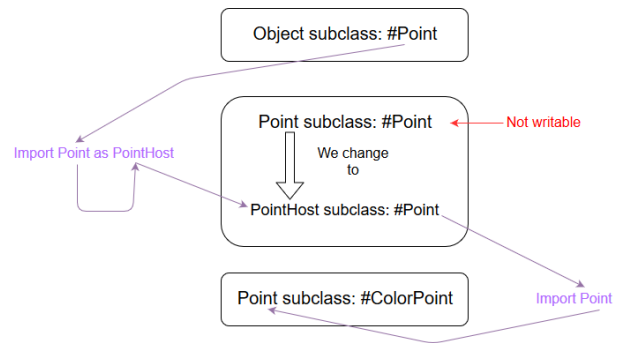 Object subclass: #Point
Point subclass: #Point
Not writable
Import Point as PointHost
We change
to
PointHost subclass: #Point
Point subclass: #ColorPoint
Import Point